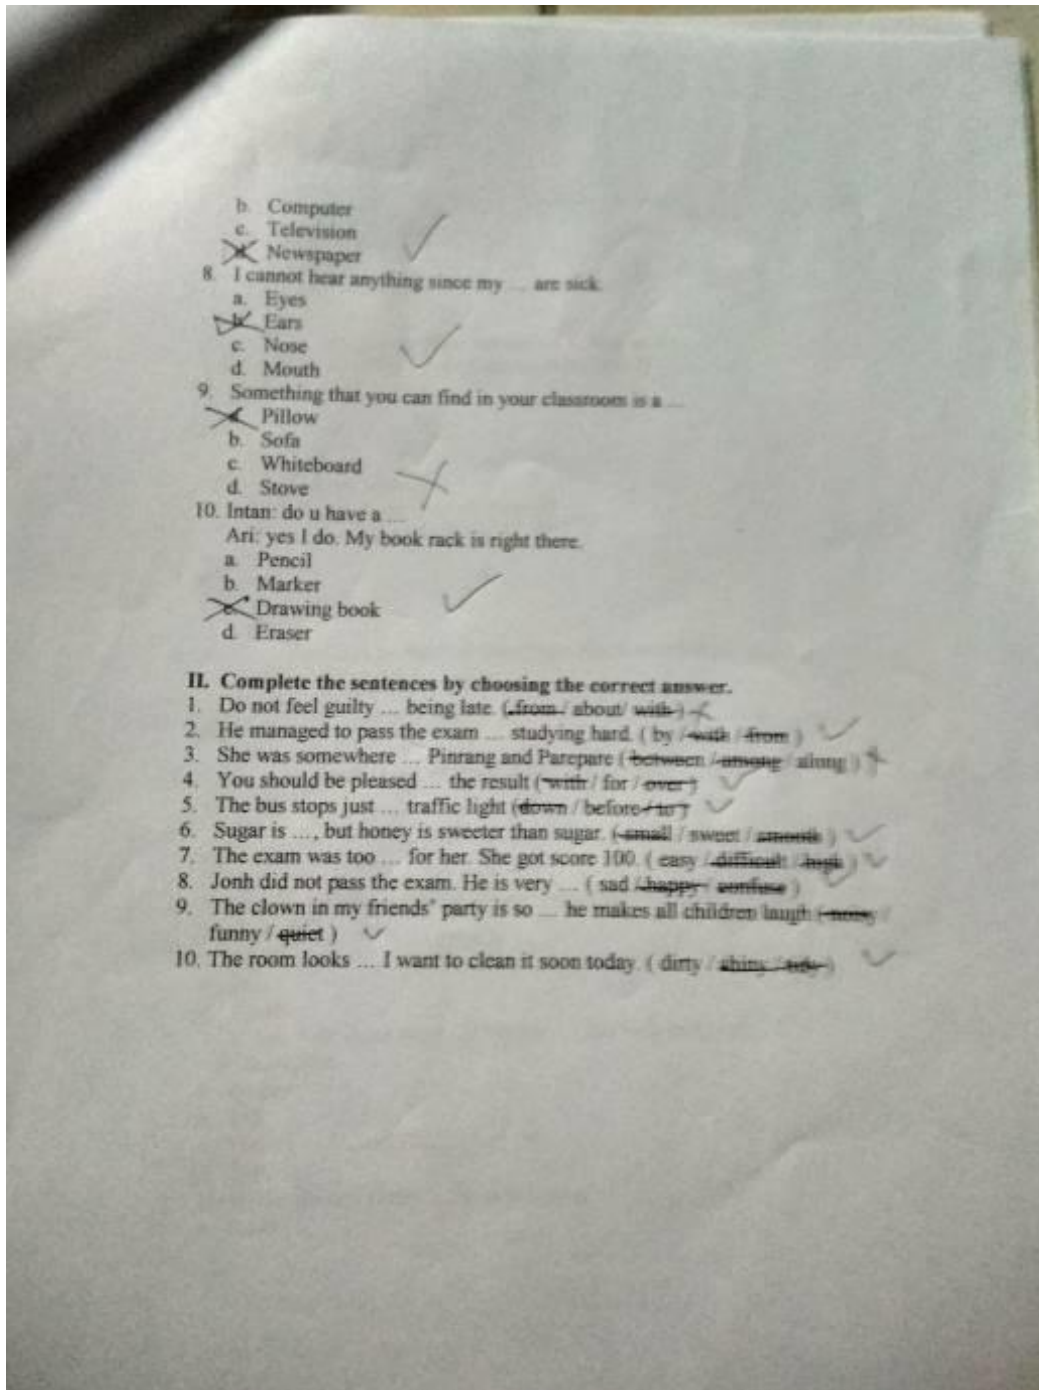 b. Computer
c. Television
d. Newspaper
8. I cannot hear anything since my ... are sick.
a. Eyes
b. Ears
c. Nose
d. Mouth
9. Something that you can find in your classroom is a ...
a. Pillow
b. Sofa
c. Whiteboard
d. Stove
10. Intan: do u have a ...
Ari: yes I do. My book rack is right there.
a. Pencil
b. Marker
c. Drawing book
d. Eraser
II. Complete the sentences by choosing the correct answer.
1. Do not feel guilty ... being late. ( from / about/ with )
2. He managed to pass the exam ... studying hard. ( by / with / from )
3. She was somewhere ... Pinrang and Parepare ( between / among / along )
4. You should be pleased ... the result ( with / for / over )
5. The bus stops just ... traffic light (down / before / to )
6. Sugar is ..., but honey is sweeter than sugar. ( small / sweet / smooth )
7. The exam was too ... for her. She got score 100. ( easy / difficult / high )
8. Jonh did not pass the exam. He is very ... ( sad / happy / confuse )
9. The clown in my friends' party is so ... he makes all children laugh ( noisy /
funny / quiet )
10. The room looks ... I want to clean it soon today. ( dirty / shiny / )